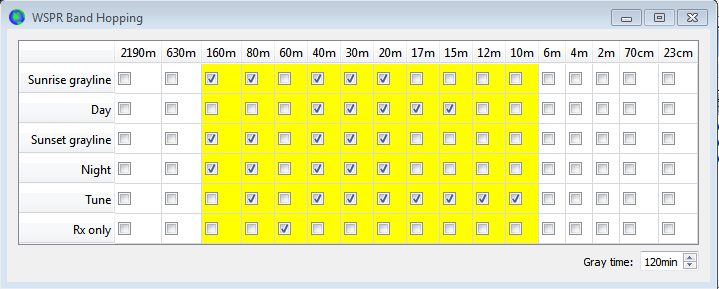 WSPR Band Hopping
2190m 630m 160m 80m 60m 40m 30m 20m 17m 15m 12m 10m 6m 4m 2m 70cm 23cm
Sunrise grayline
Day
Sunset grayline
Night
Tune
Rx only
Gray time: 120min